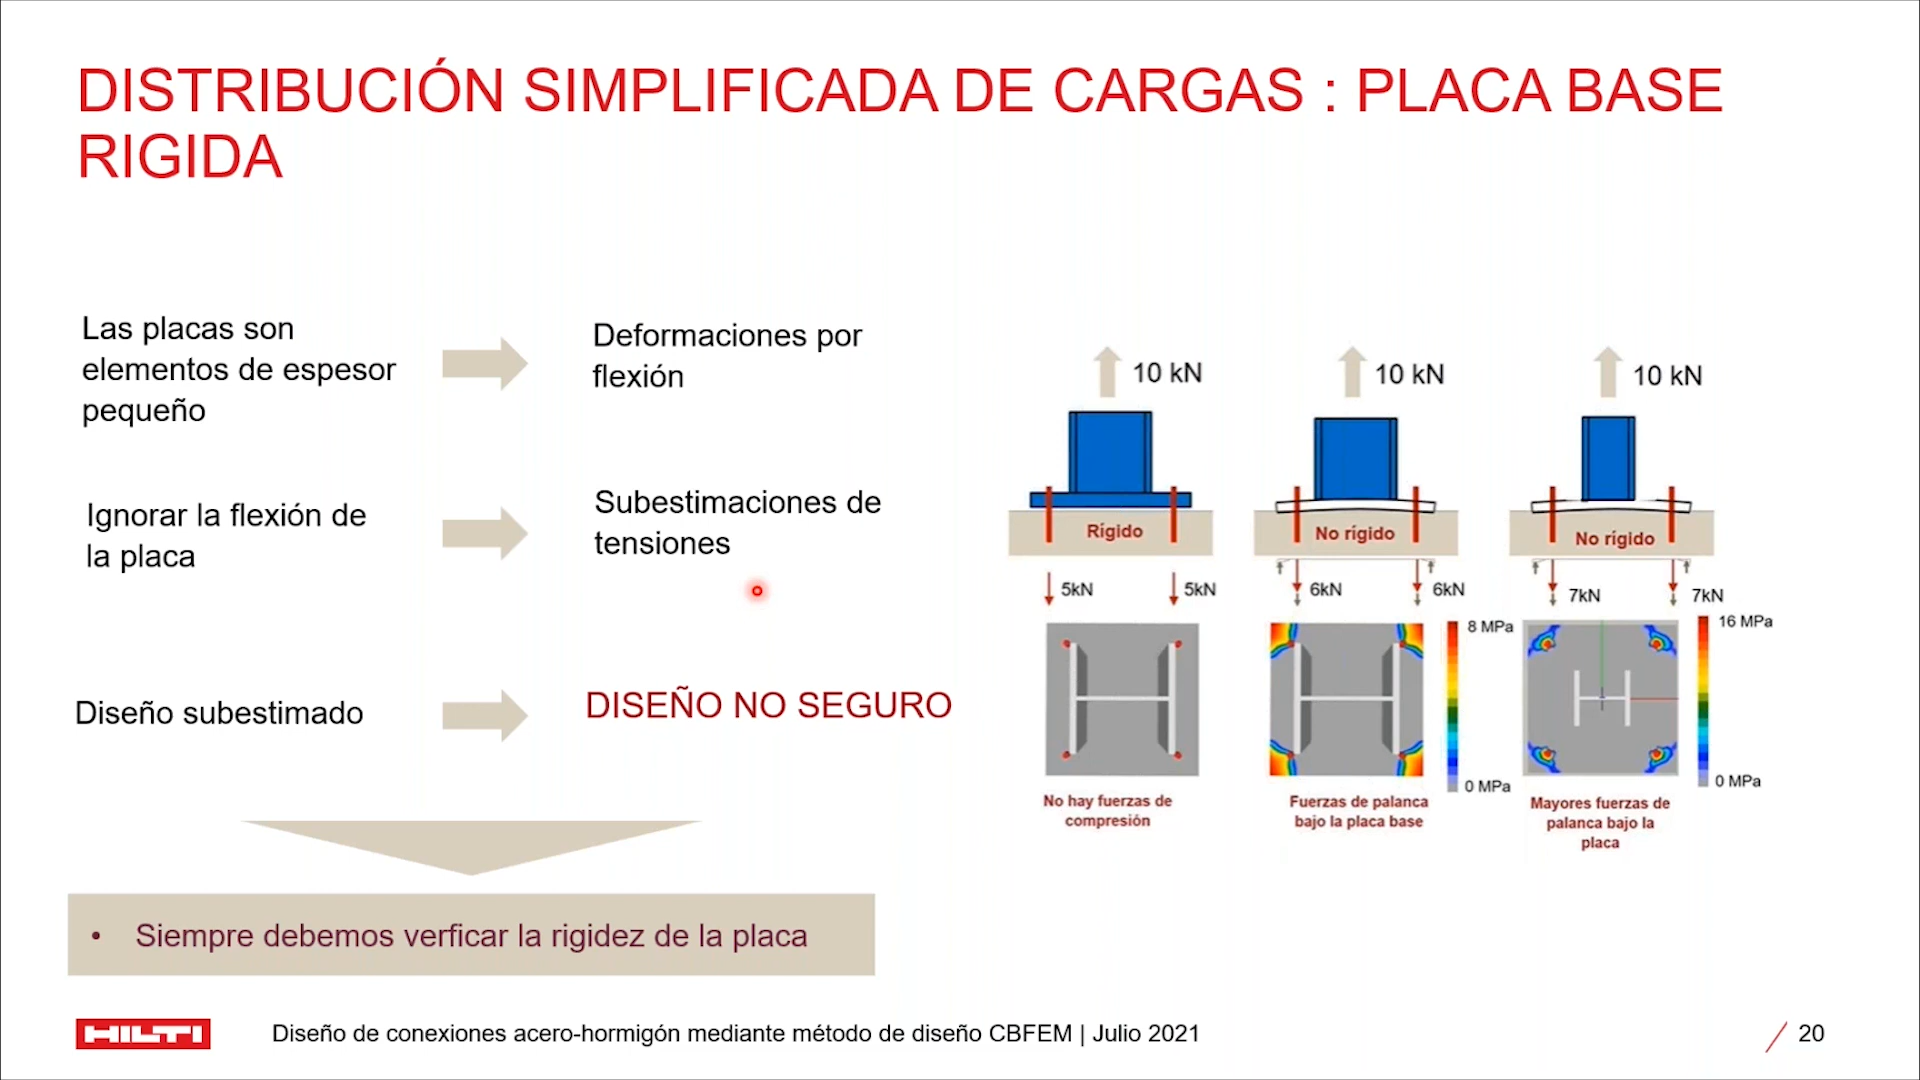 DISTRIBUCIÓN SIMPLIFICADA DE CARGAS : PLACA BASE
RIGIDA
Las placas son
elementos de espesor
pequeño
Deformaciones por
flexión
Ignorar la flexión de
la placa
Subestimaciones de
tensiones
Diseño subestimado
DISEÑO NO SEGURO
• Siempre debemos verficar la rigidez de la placa
10 kN
10 kN
10 kN
Rígido
No rígido
No rígido
5kN
5kN
6kN
6kN
7kN
7kN
8 MPa
0 MPa
16 MPa
0 MPa
No hay fuerzas de
compresión
Fuerzas de palanca
bajo la placa base
Mayores fuerzas de
palanca bajo la
placa
HILTI
Diseño de conexiones acero-hormigón mediante método de diseño CBFEM | Julio 2021
20